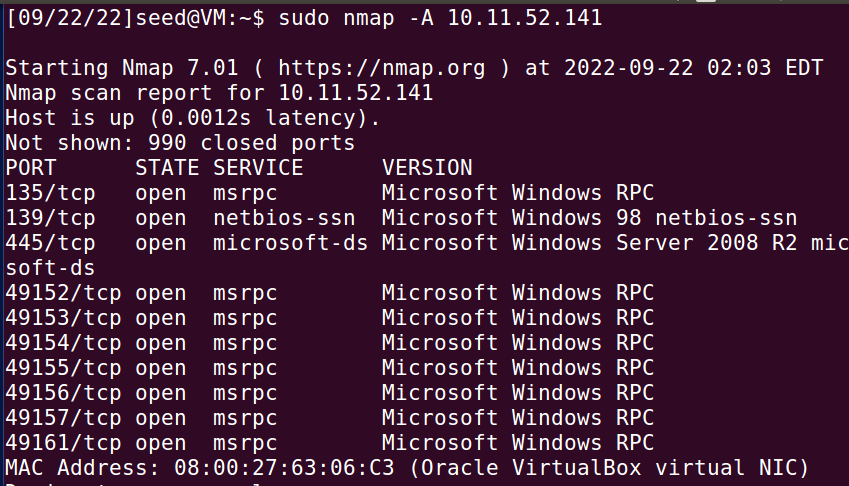 [09/22/22]seed@VM:~$ sudo nmap -A 10.11.52.141
Starting Nmap 7.01 ( https://nmap.org ) at 2022-09-22 02:03 EDT
Nmap scan report for 10.11.52.141
Host is up (0.0012s latency).
Not shown: 990 closed ports
PORT      STATE SERVICE      VERSION
135/tcp   open  msrpc        Microsoft Windows RPC
139/tcp   open  netbios-ssn  Microsoft Windows 98 netbios-ssn
445/tcp   open  microsoft-ds Microsoft Windows Server 2008 R2 mic
soft-ds
49152/tcp open  msrpc        Microsoft Windows RPC
49153/tcp open  msrpc        Microsoft Windows RPC
49154/tcp open  msrpc        Microsoft Windows RPC
49155/tcp open  msrpc        Microsoft Windows RPC
49156/tcp open  msrpc        Microsoft Windows RPC
49157/tcp open  msrpc        Microsoft Windows RPC
49161/tcp open  msrpc        Microsoft Windows RPC
MAC Address: 08:00:27:63:06:C3 (Oracle VirtualBox virtual NIC)